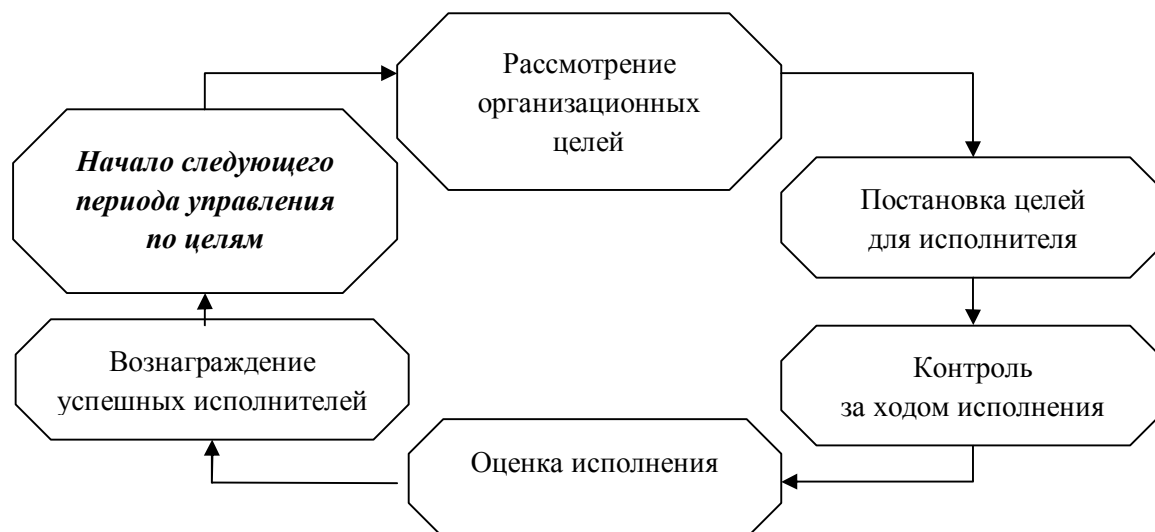 Рассмотрение
организационных
целей
Начало следующего
периода управления
по целям
Постановка целей
для исполнителя
Вознаграждение
успешных исполнителей
Контроль
за ходом исполнения
Оценка исполнения